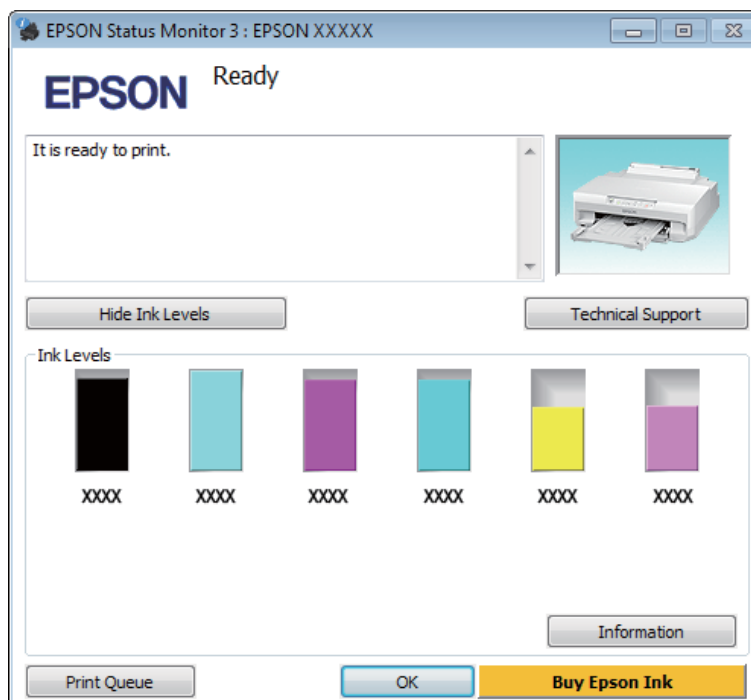 EPSON Status Monitor 3 : EPSON XXXXX
EPSON
Ready
It is ready to print.
Hide Ink Levels
Technical Support
Ink Levels
XXXX XXXX XXXX XXXX XXXX XXXX
Information
Print Queue
OK
Buy Epson Ink